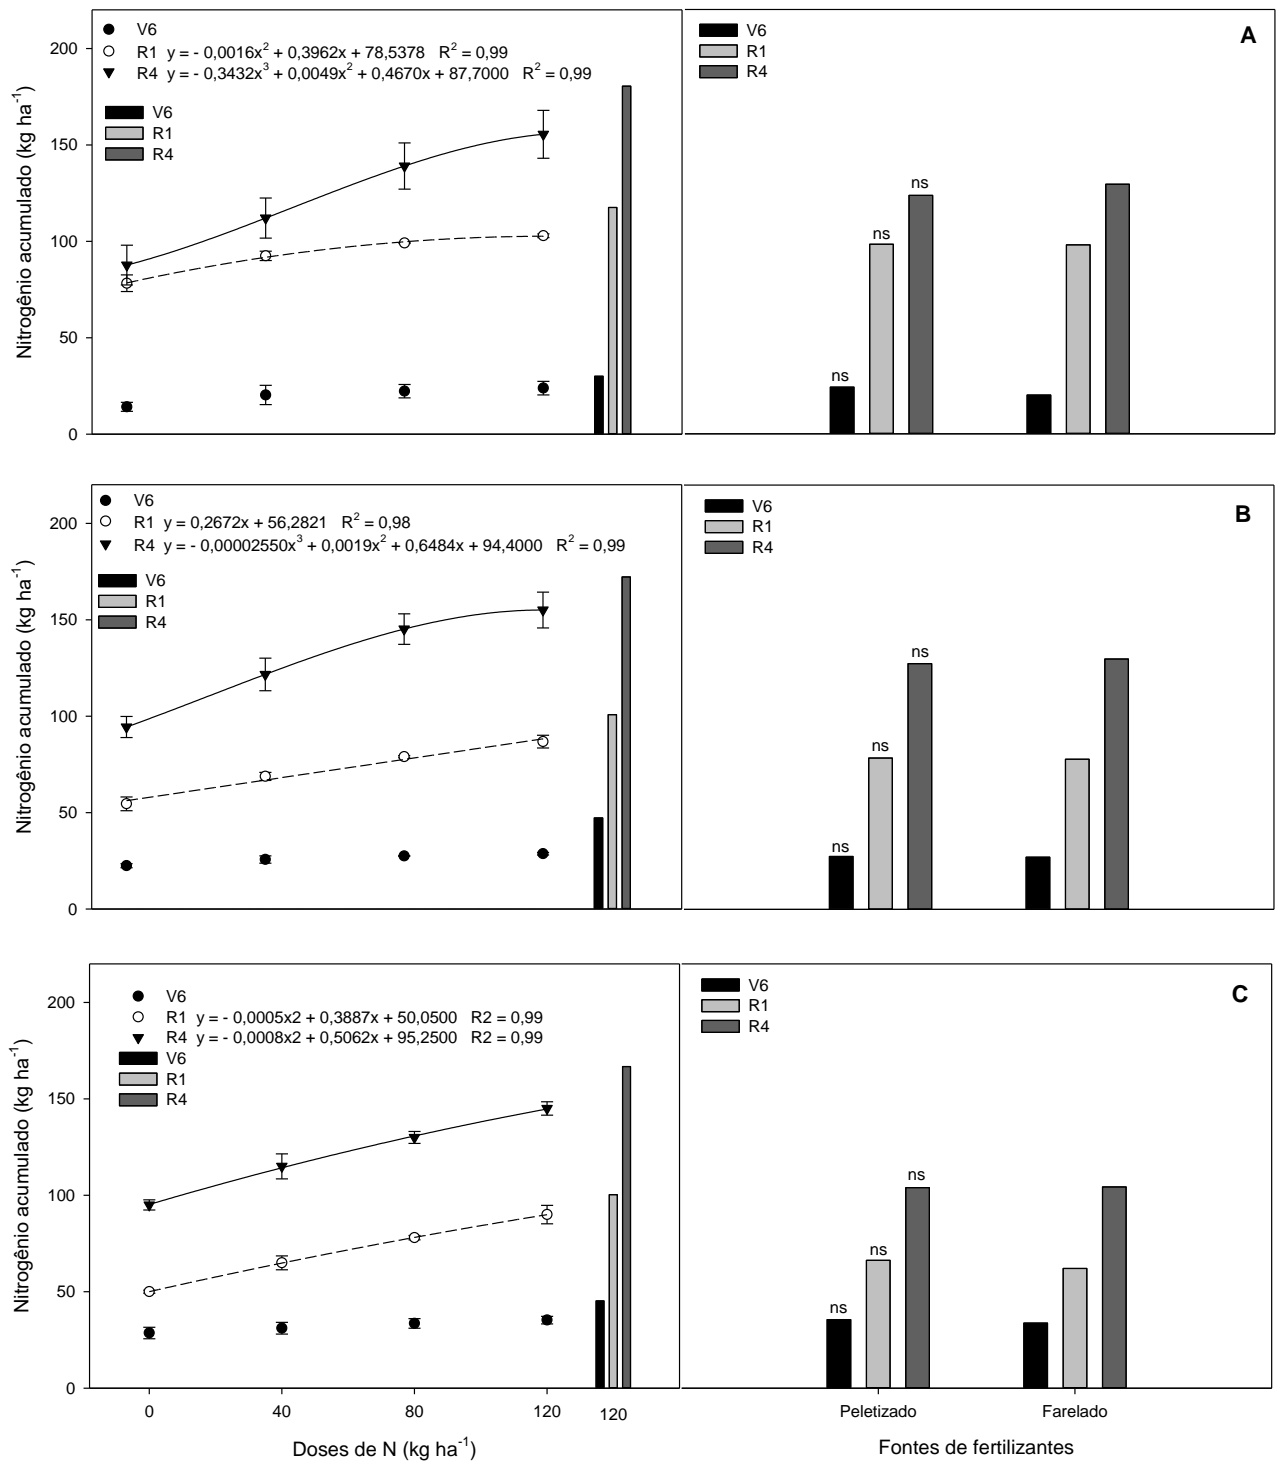 V6
R1 y = - 0,0016x² + 0,3962x + 78,5378 R² = 0,99
R4 y = - 0,3432x³ + 0,0049x² + 0,4670x + 87,7000 R² = 0,99
V6
R1
R4
200
150
100
50
0
Nitrogênio acumulado (kg ha⁻¹)
V6
R1
R4
A
ns
ns
ns
V6
R1 y = 0,2672x + 56,2821 R² = 0,98
R4 y = - 0,00002550x³ + 0,0019x² + 0,6484x + 94,4000 R² = 0,99
V6
R1
R4
200
150
100
50
0
Nitrogênio acumulado (kg ha⁻¹)
V6
R1
R4
B
ns
ns
ns
V6
R1 y = - 0,0005x2 + 0,3887x + 50,0500 R2 = 0,99
R4 y = - 0,0008x2 + 0,5062x + 95,2500 R2 = 0,99
V6
R1
R4
200
150
100
50
0
Nitrogênio acumulado (kg ha⁻¹)
0 40 80 120 120
Doses de N (kg ha⁻¹)
V6
R1
R4
C
ns
ns
ns
Peletizado Farelado
Fontes de fertilizantes